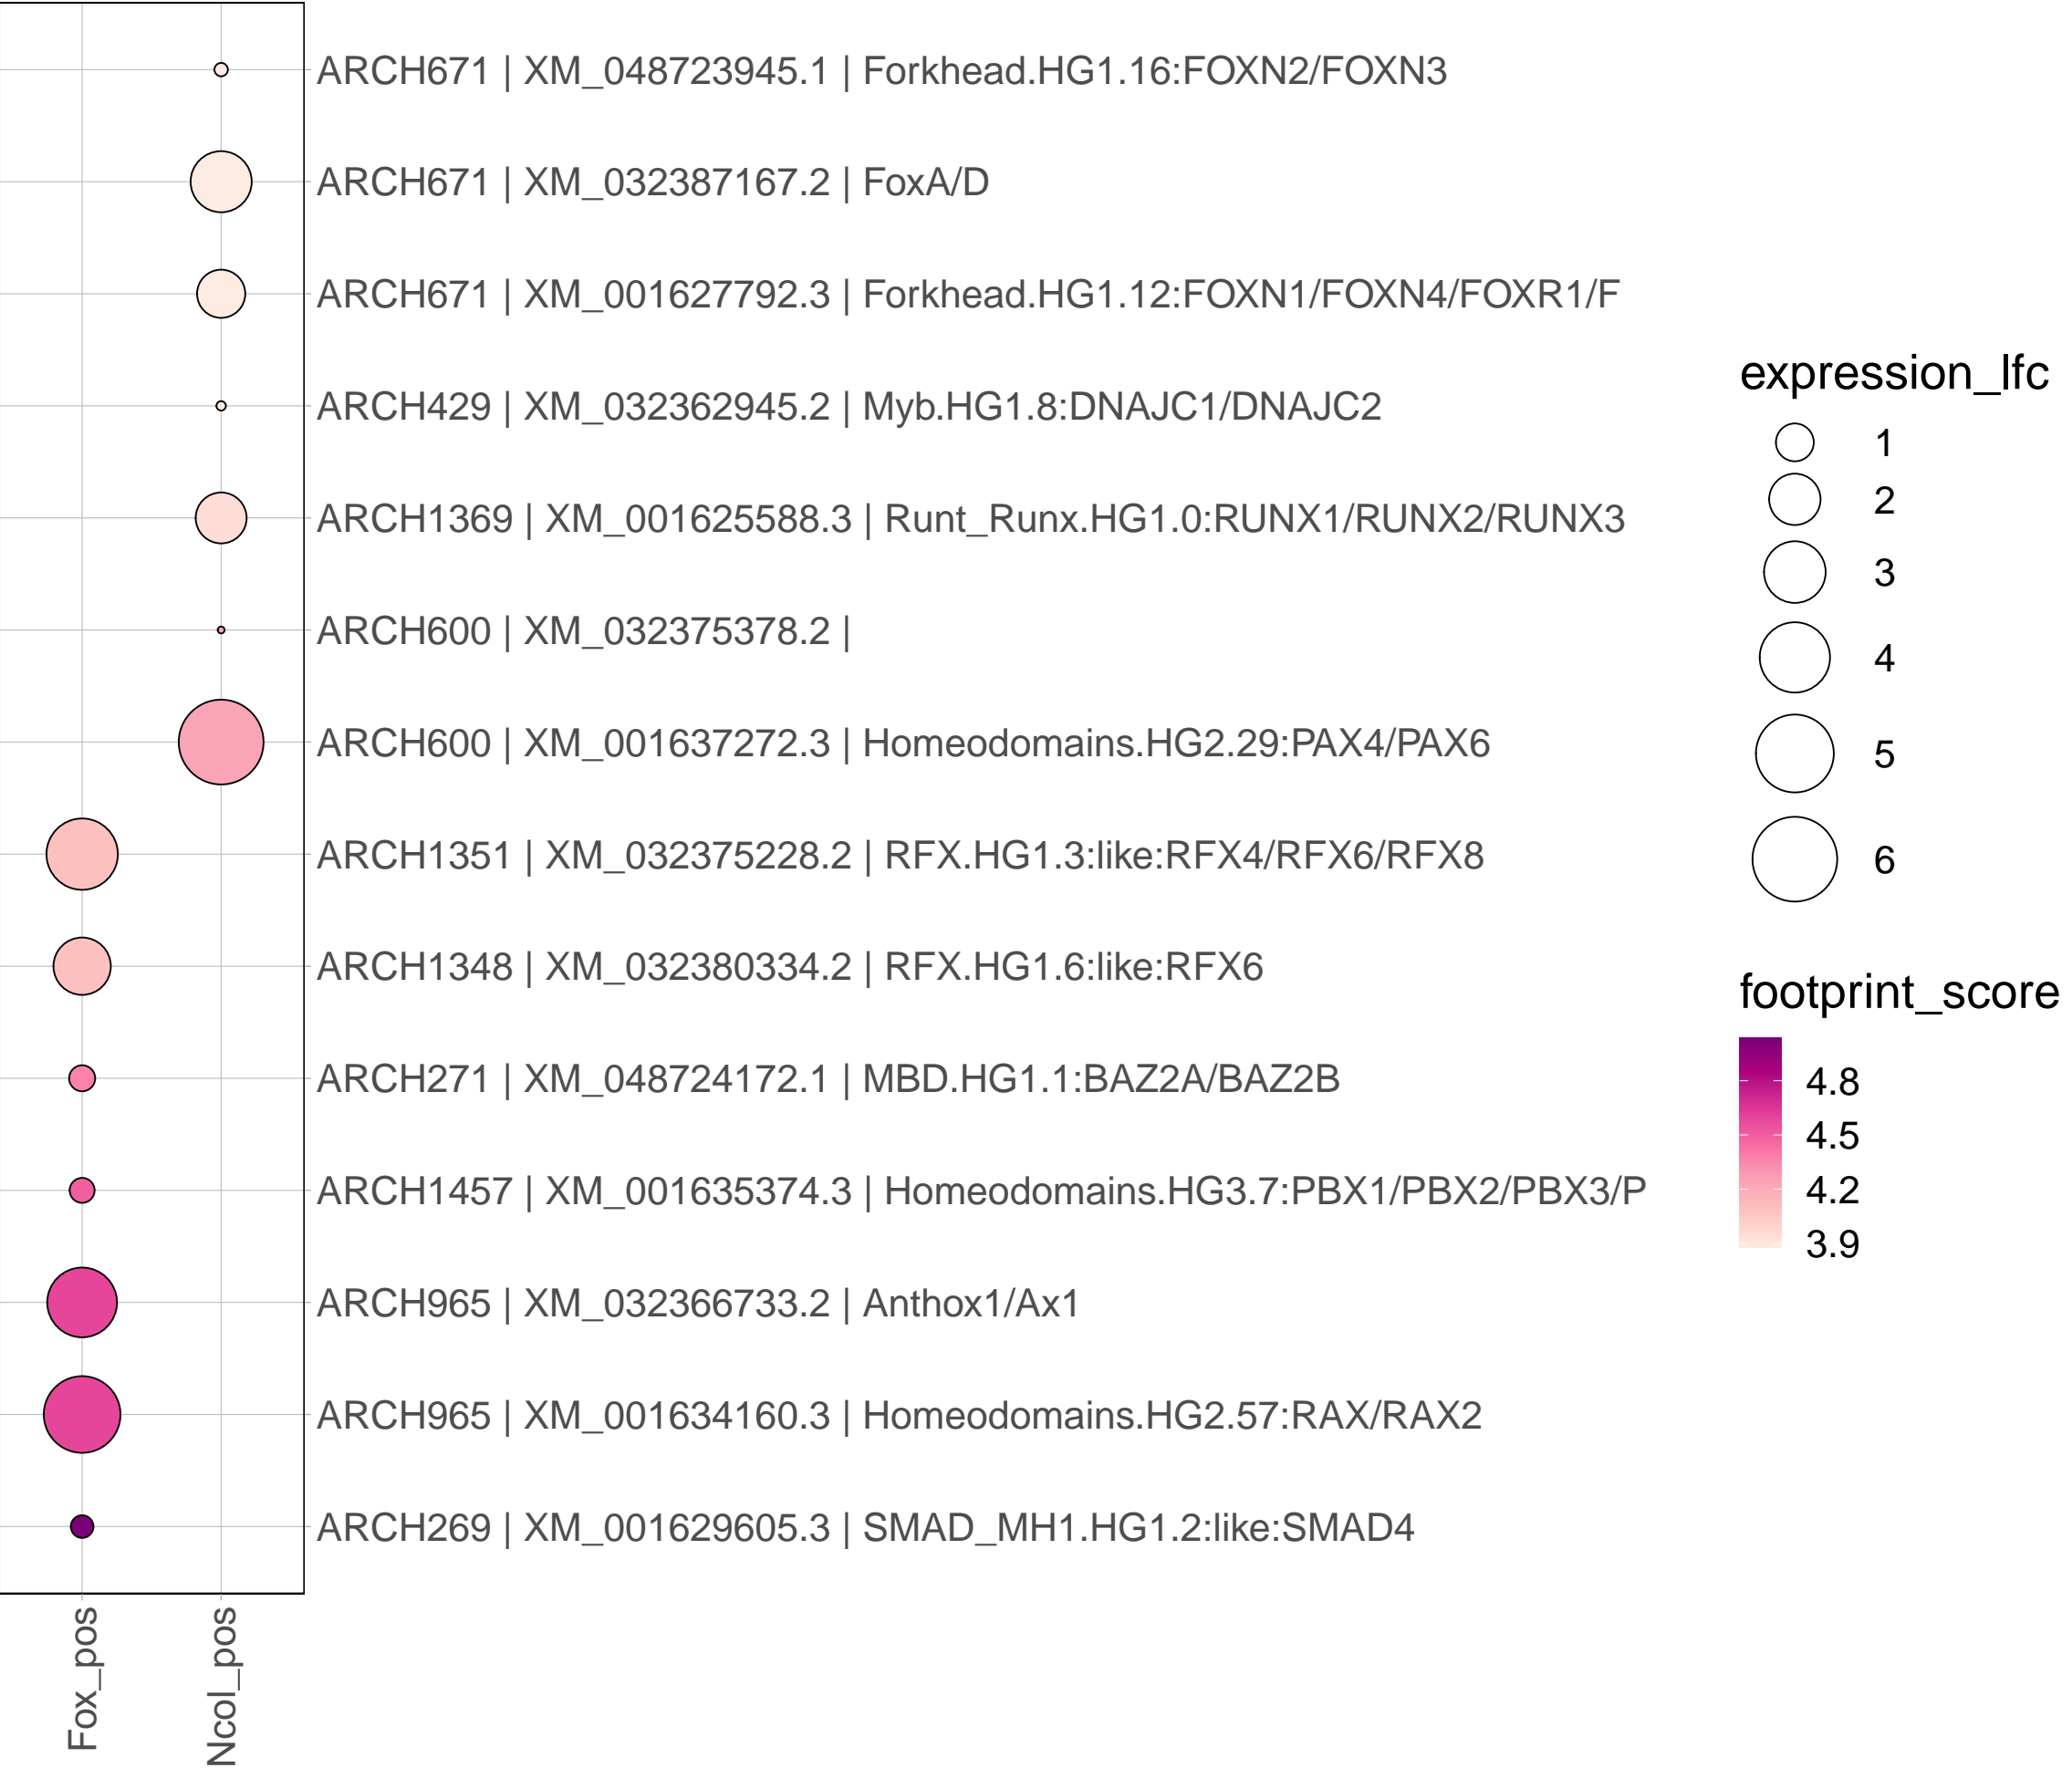 ARCH671 | XM_048723945.1 | Forkhead.HG1.16:FOXN2/FOXN3
ARCH671 | XM_032387167.2 | FoxA/D
ARCH671 | XM_001627792.3 | Forkhead.HG1.12:FOXN1/FOXN4/FOXR1/F
ARCH429 | XM_032362945.2 | Myb.HG1.8:DNAJC1/DNAJC2
ARCH1369 | XM_001625588.3 | Runt_Runx.HG1.0:RUNX1/RUNX2/RUNX3
ARCH600 | XM_032375378.2 |
ARCH600 | XM_001637272.3 | Homeodomains.HG2.29:PAX4/PAX6
ARCH1351 | XM_032375228.2 | RFX.HG1.3:like:RFX4/RFX6/RFX8
ARCH1348 | XM_032380334.2 | RFX.HG1.6:like:RFX6
ARCH271 | XM_048724172.1 | MBD.HG1.1:BAZ2A/BAZ2B
ARCH1457 | XM_001635374.3 | Homeodomains.HG3.7:PBX1/PBX2/PBX3/P
ARCH965 | XM_032366733.2 | Anthox1/Ax1
ARCH965 | XM_001634160.3 | Homeodomains.HG2.57:RAX/RAX2
ARCH269 | XM_001629605.3 | SMAD_MH1.HG1.2:like:SMAD4
Fox_pos
Ncol_pos
expression_lfc
1
2
3
4
5
6
footprint_score
4.8
4.5
4.2
3.9